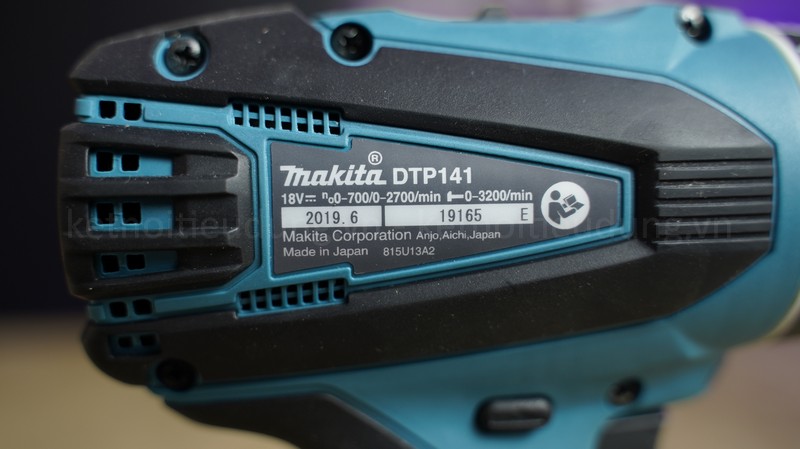 makita® DTP141
18V⎓ n₀0-700/0-2700/min 0-3200/min
2019.6 19165 E
Makita Corporation Anjo,Aichi,Japan
Made in Japan 815U13A2